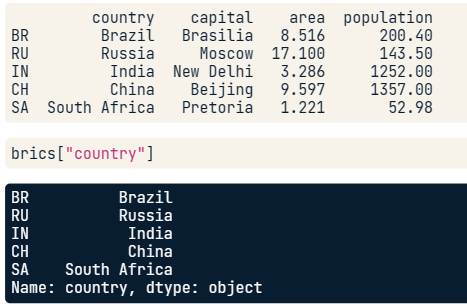 country capital area population
BR Brazil Brasilia 8.516 200.40
RU Russia Moscow 17.100 143.50
IN India New Delhi 3.286 1252.00
CH China Beijing 9.597 1357.00
SA South Africa Pretoria 1.221 52.98
brics["country"]
BR Brazil
RU Russia
IN India
CH China
SA South Africa
Name: country, dtype: object